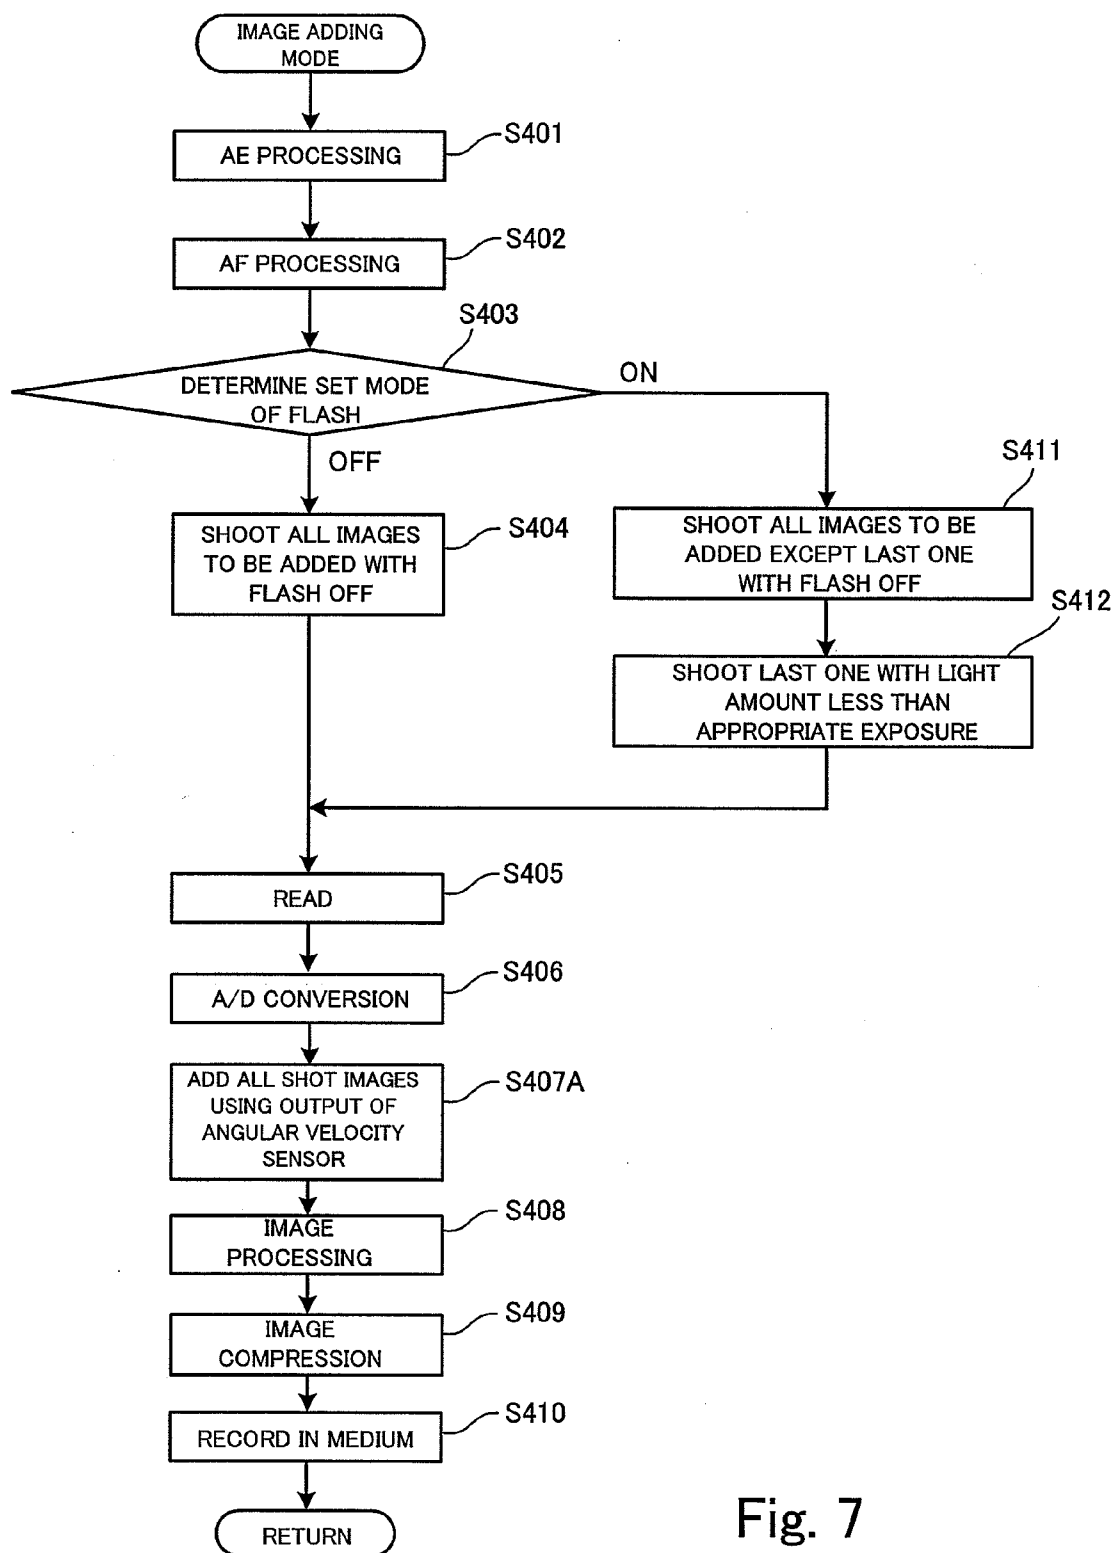 IMAGE ADDING
MODE
S401
AE PROCESSING
S402
AF PROCESSING
S403
DETERMINE SET MODE
OF FLASH
ON
OFF
S411
SHOOT ALL IMAGES TO BE
ADDED EXCEPT LAST ONE
WITH FLASH OFF
S404
SHOOT ALL IMAGES
TO BE ADDED WITH
FLASH OFF
S412
SHOOT LAST ONE WITH LIGHT
AMOUNT LESS THAN
APPROPRIATE EXPOSURE
S405
READ
S406
A/D CONVERSION
S407A
ADD ALL SHOT IMAGES
USING OUTPUT OF
ANGULAR VELOCITY
SENSOR
S408
IMAGE
PROCESSING
S409
IMAGE
COMPRESSION
S410
RECORD IN MEDIUM
RETURN
Fig. 7